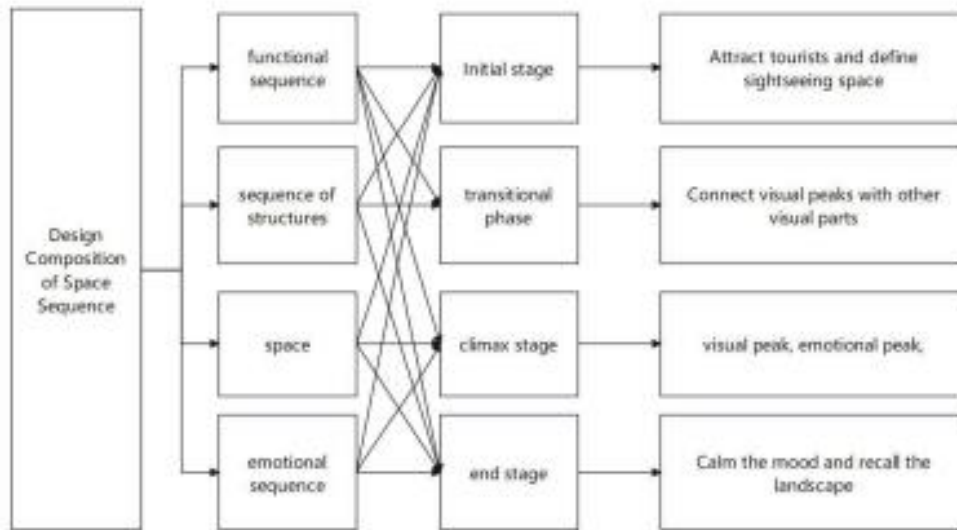 Design
Composition
of Space
Sequence
functional
sequence
sequence of
structures
space
emotional
sequence
Initial stage
transitional
phase
climax stage
end stage
Attract tourists and define
sightseeing space
Connect visual peaks with other
visual parts
visual peak, emotional peak,
Calm the mood and recall the
landscape